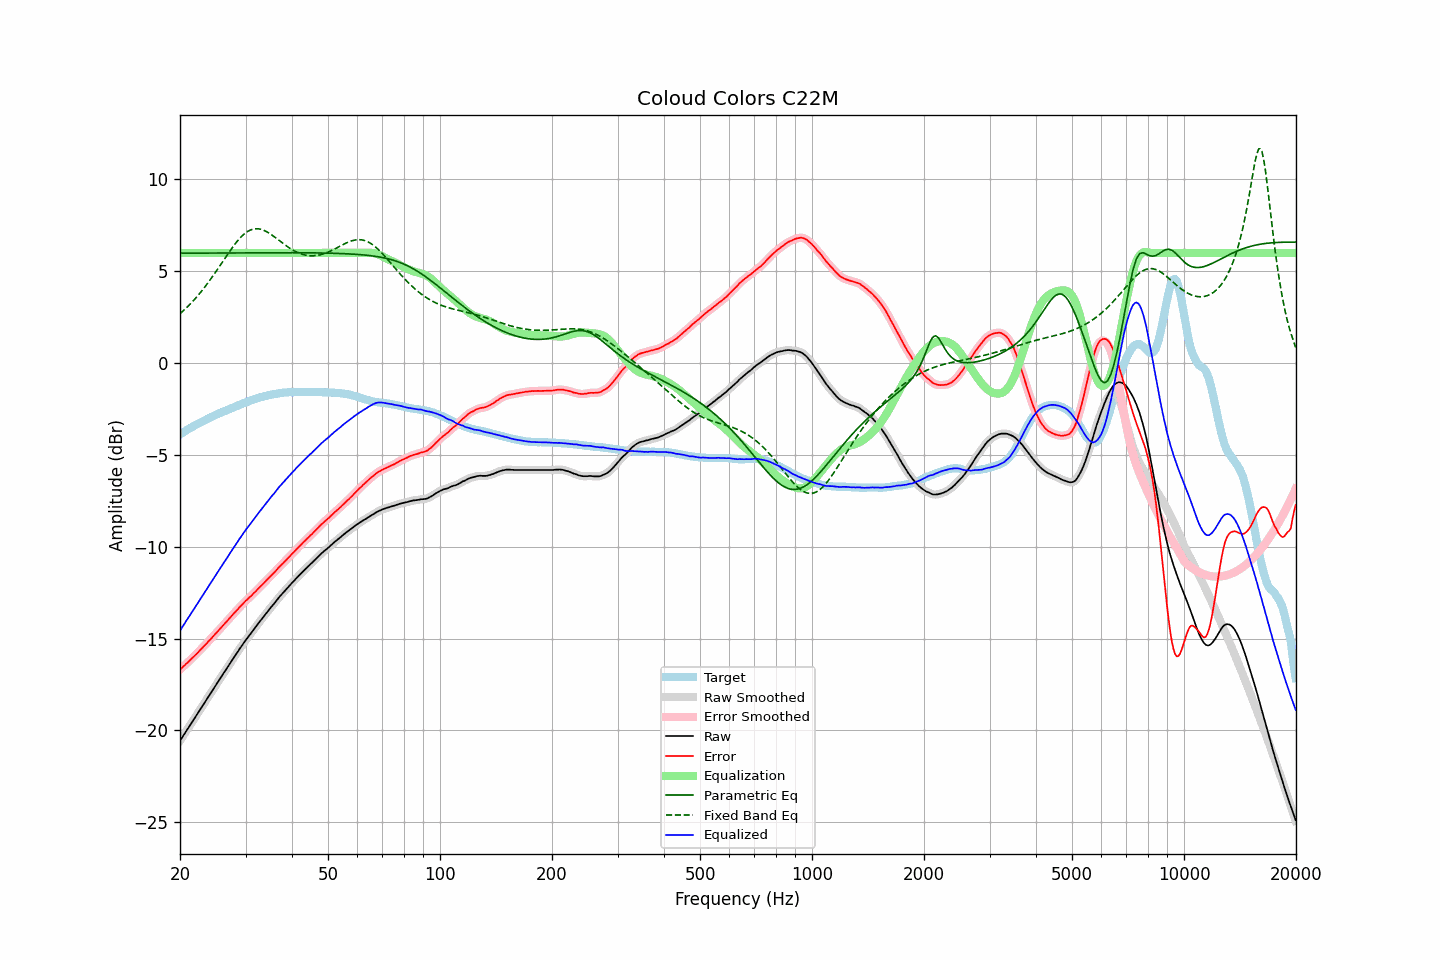 Coloud Colors C22M
Amplitude (dBr)
10
5
0
−5
−10
−15
−20
−25
Target
Raw Smoothed
Error Smoothed
Raw
Error
Equalization
Parametric Eq
Fixed Band Eq
Equalized
20 50 100 200 500 1000 2000 5000 10000 20000
Frequency (Hz)